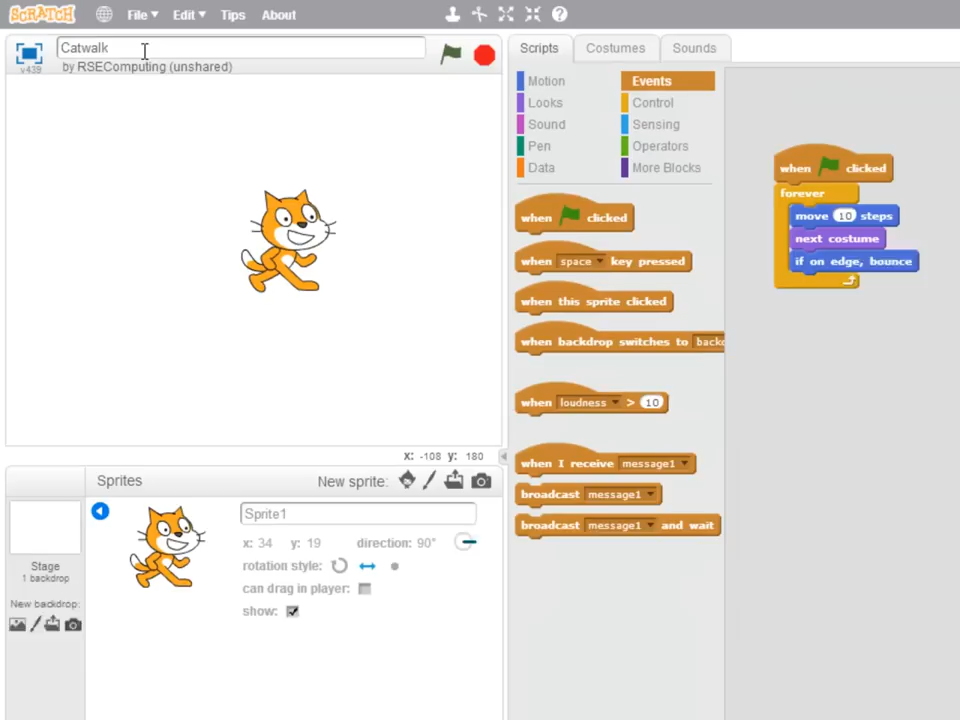 SCRATCH File Edit Tips About
Catwalk
by RSEComputing (unshared)
v439
Scripts Costumes Sounds
Motion Events
Looks Control
Sound Sensing
Pen Operators
Data More Blocks
when clicked
when space key pressed
when this sprite clicked
when backdrop switches to backd
when loudness > 10
when I receive message1
broadcast message1
broadcast message1 and wait
when clicked
forever
move 10 steps
next costume
if on edge, bounce
x: -108 y: 180
Sprites New sprite:
Stage
1 backdrop
New backdrop:
Sprite1
x: 34 y: 19 direction: 90°
rotation style:
can drag in player:
show: